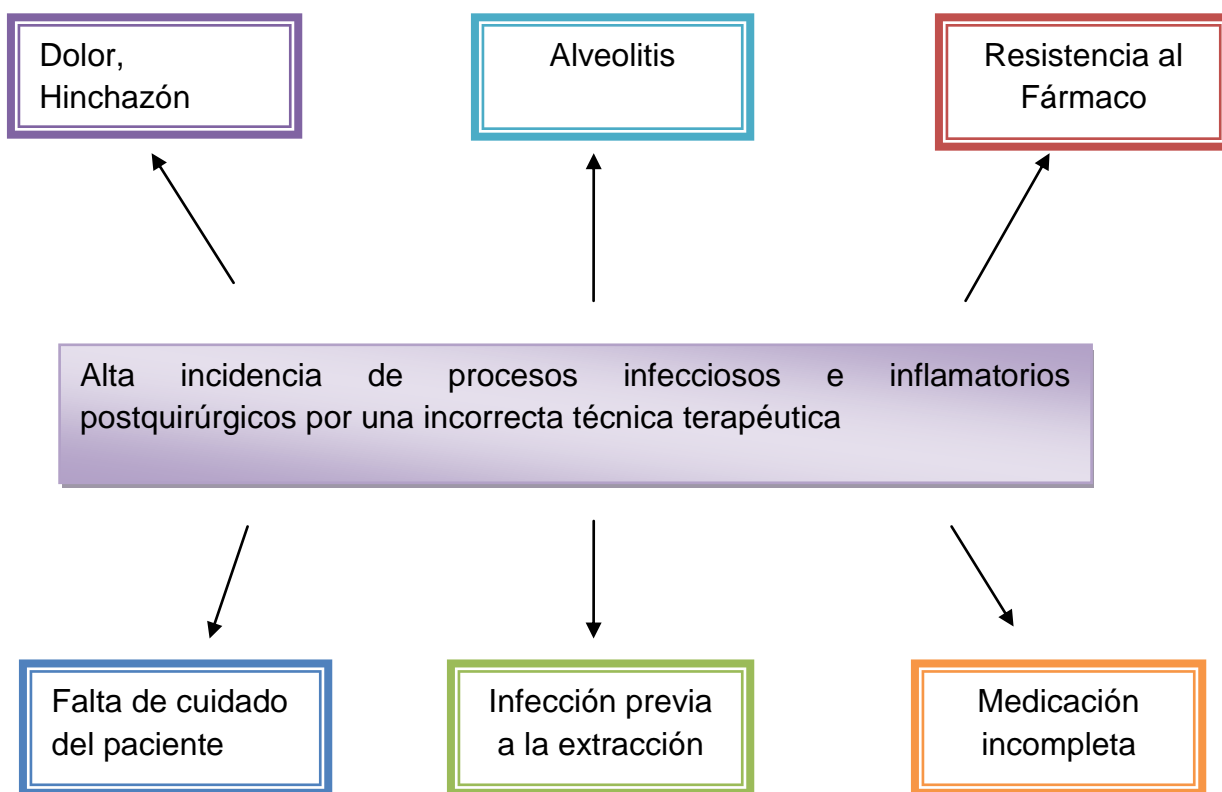 Dolor,
Hinchazón
Alveolitis
Resistencia al
Fármaco
Alta incidencia de procesos infecciosos e inflamatorios
postquirúrgicos por una incorrecta técnica terapéutica
Falta de cuidado
del paciente
Infección previa
a la extracción
Medicación
incompleta